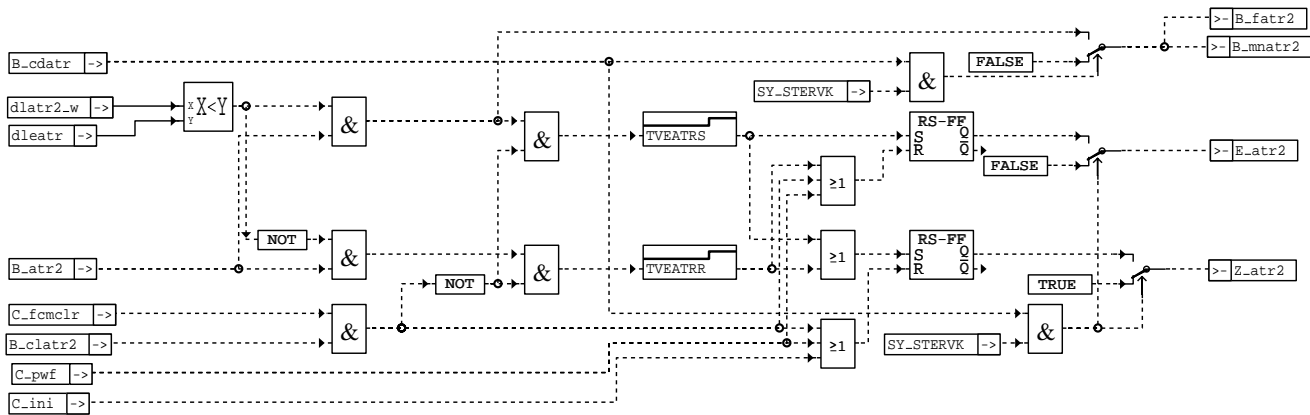 B_fatr2
B_cdatr
FALSE
B_mnatr2
&
SY_STERVK
dlatr2_w
X
X<Y
Y
dleatr
&
&
TVEATRS
RS-FF
S Q
R Q̅
FALSE
E_atr2
≥1
NOT
&
&
TVEATRR
≥1
RS-FF
S Q
R Q̅
B_atr2
Z_atr2
NOT
TRUE
C_fcmclr
&
B_clatr2
≥1
SY_STERVK
&
C_pwf
C_ini